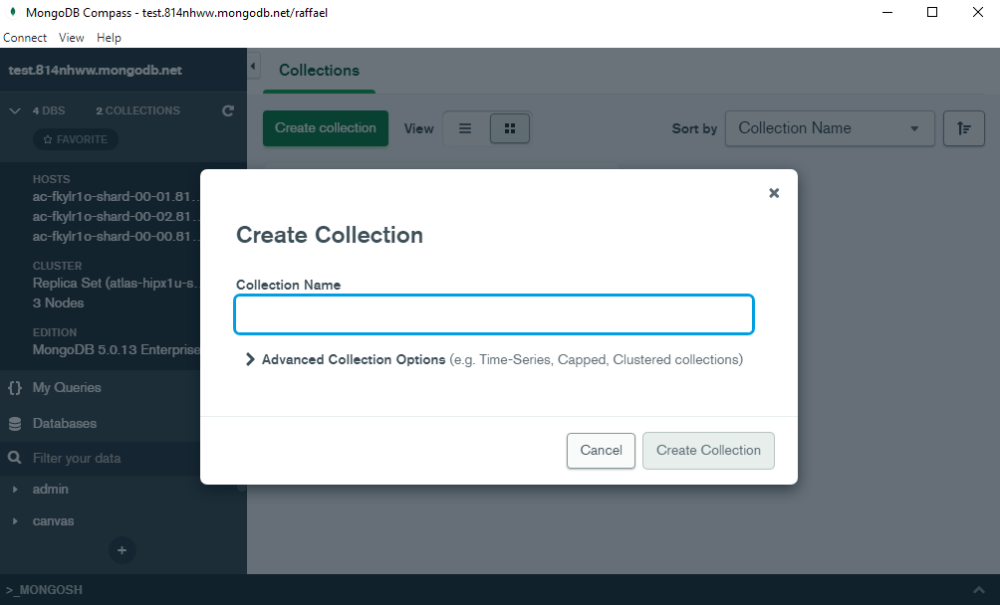 MongoDB Compass - test.814nhww.mongodb.net/raffael
Connect View Help
test.814nhww.mongodb.net
4 DBS 2 COLLECTIONS
FAVORITE
HOSTS
ac-fkylr1o-shard-00-01.81...
ac-fkylr1o-shard-00-02.81...
ac-fkylr1o-shard-00-00.81...
CLUSTER
Replica Set (atlas-hipx1u-s...
3 Nodes
EDITION
MongoDB 5.0.13 Enterprise
{} My Queries
Databases
Filter your data
admin
canvas
+
>_MONGOSH
Collections
Create collection View Sort by Collection Name
Create Collection
Collection Name
Advanced Collection Options (e.g. Time-Series, Capped, Clustered collections)
Cancel Create Collection